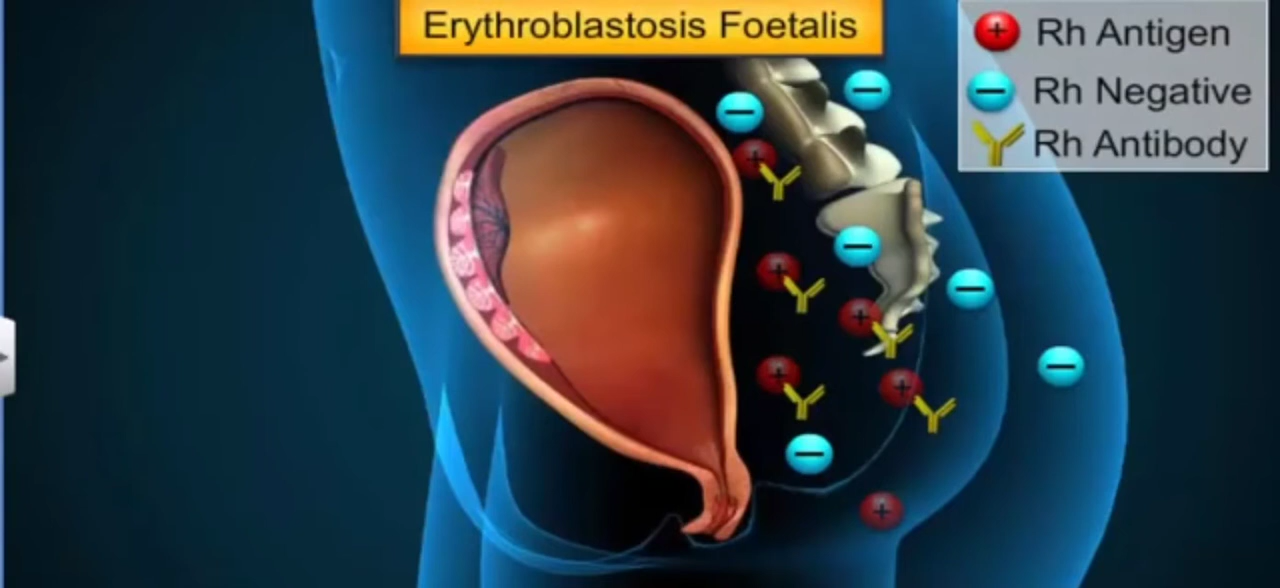 Erythroblastosis Foetalis
Rh Antigen
Rh Negative
Rh Antibody